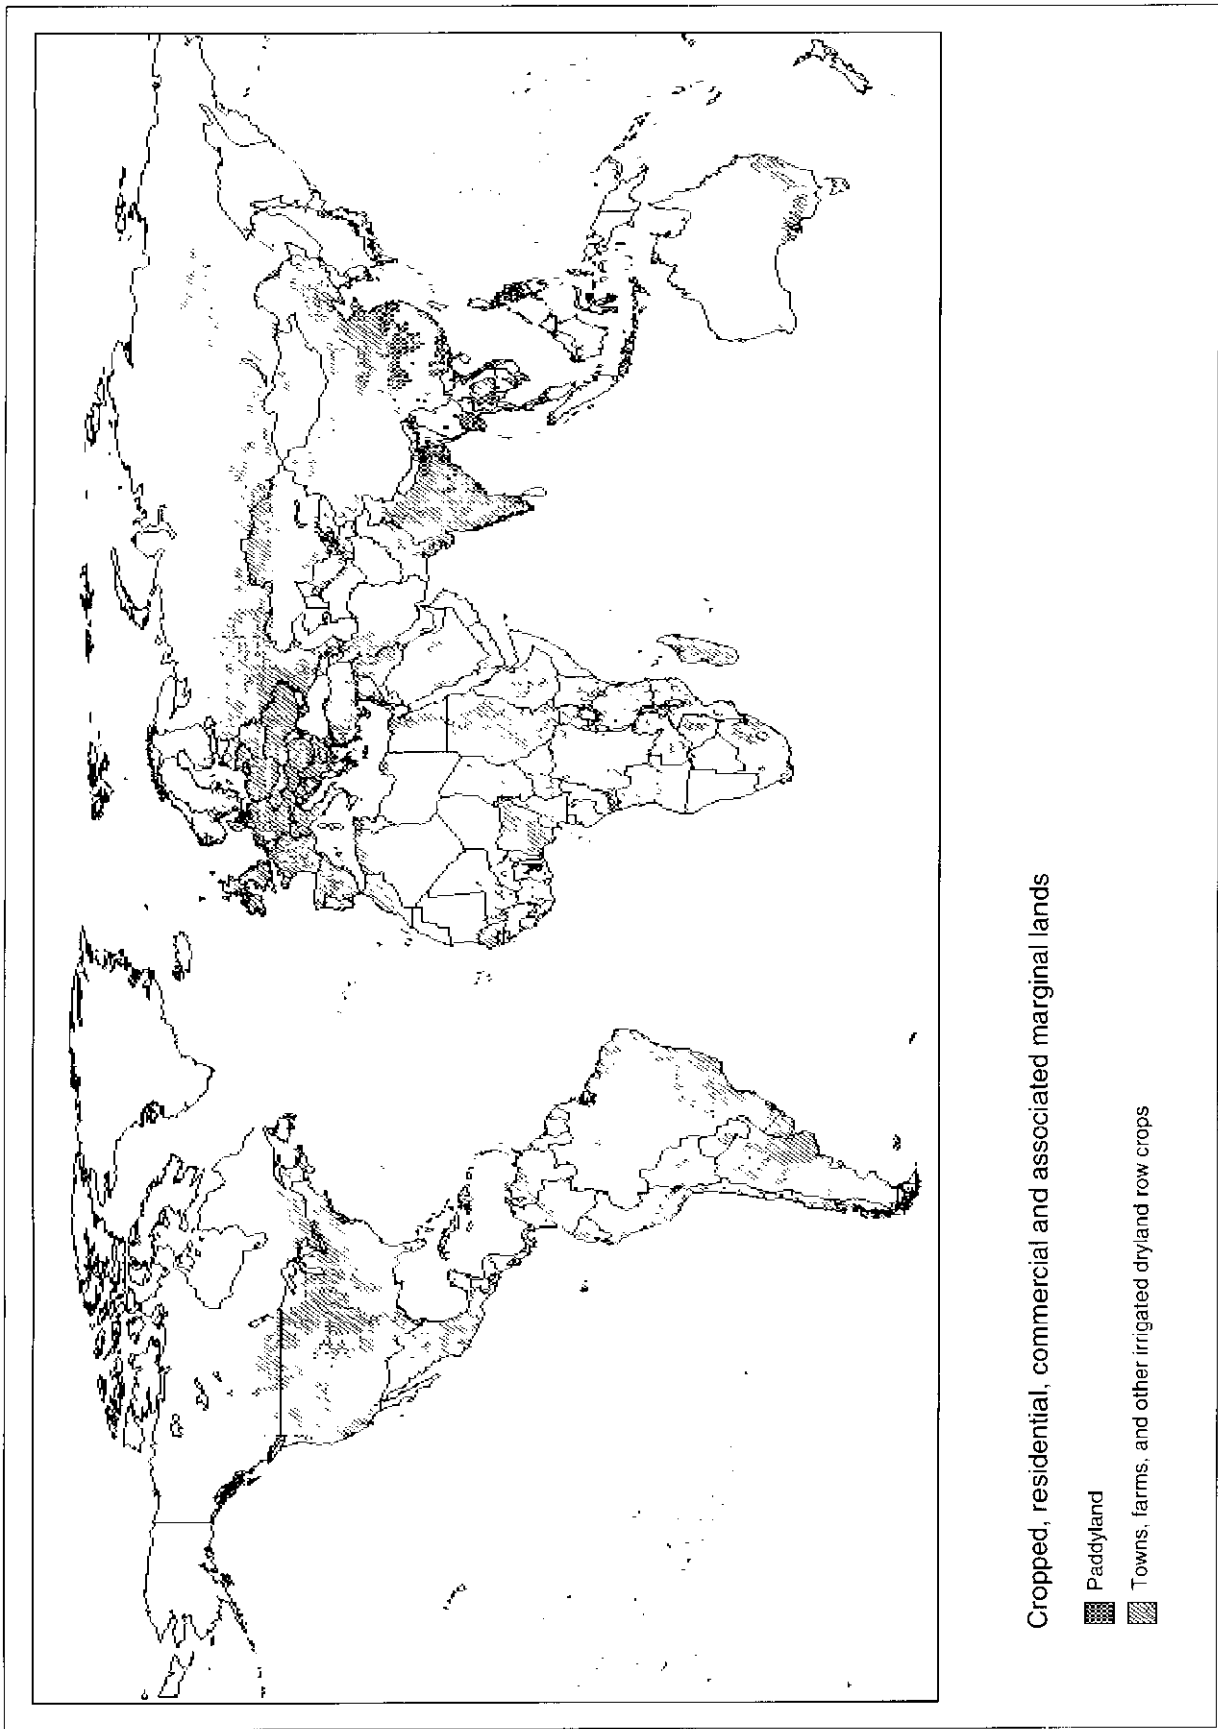 Cropped, residential, commercial and associated marginal lands
Paddyland
Towns, farms, and other irrigated dryland row crops